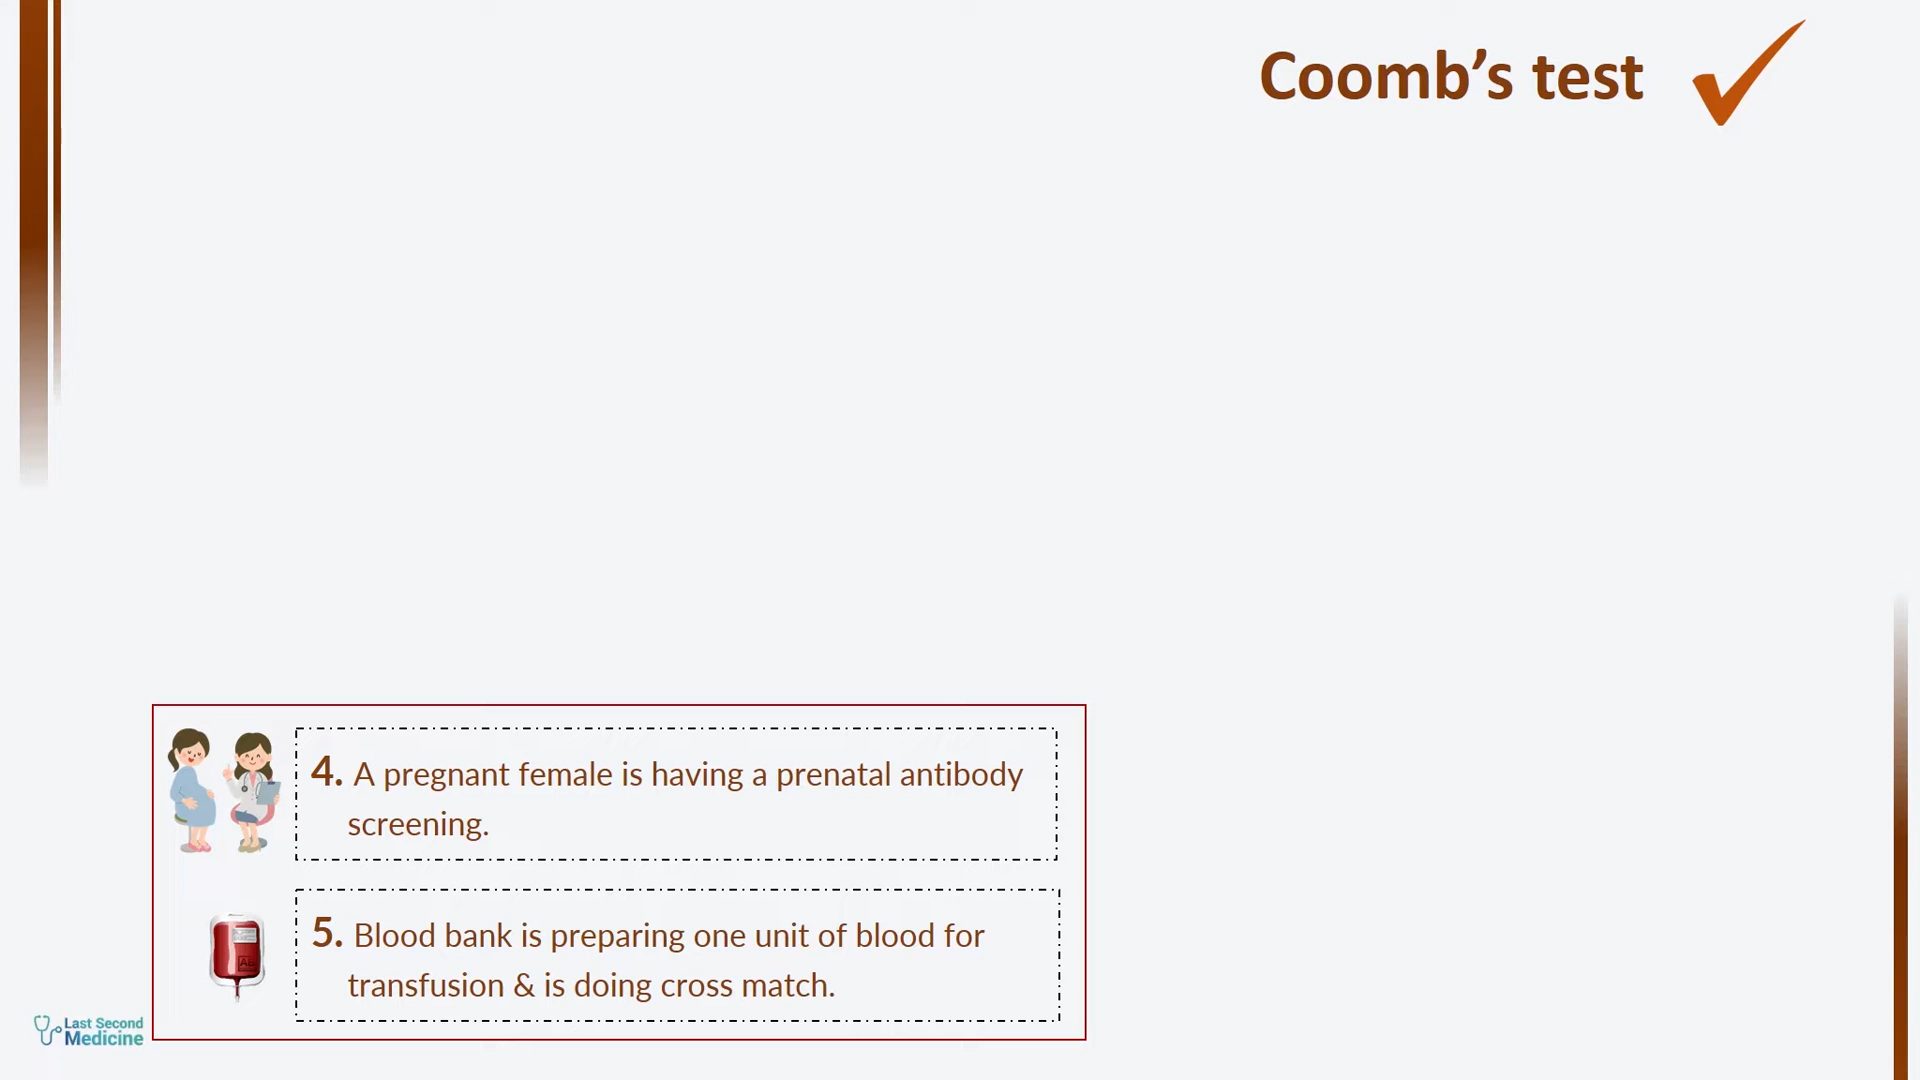 Coomb’s test
4. A pregnant female is having a prenatal antibody
screening.
5. Blood bank is preparing one unit of blood for
transfusion & is doing cross match.
Last Second
Medicine